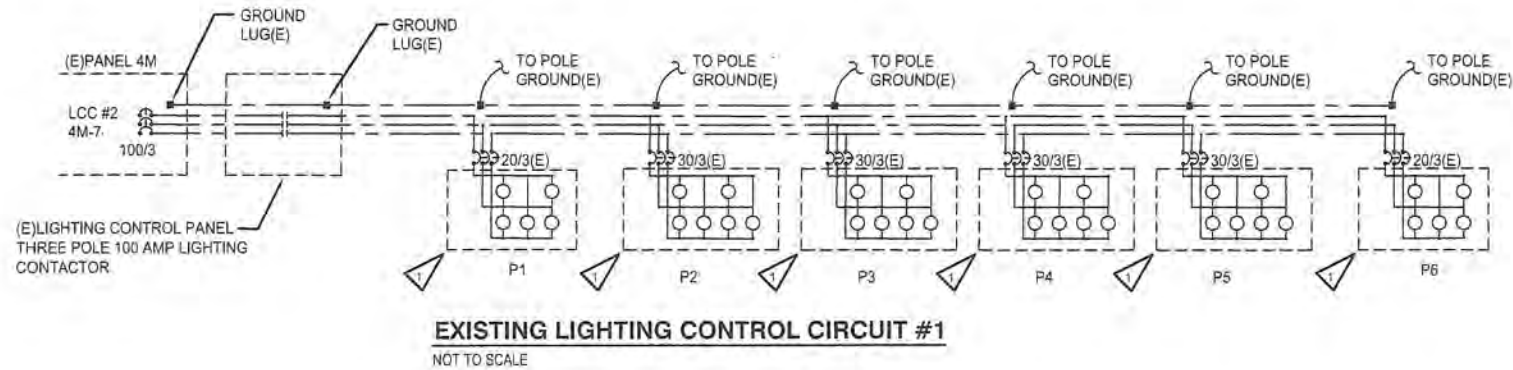 GROUND
LUG(E)
GROUND
LUG(E)
(E)PANEL 4M
TO POLE
GROUND(E)
TO POLE
GROUND(E)
TO POLE
GROUND(E)
TO POLE
GROUND(E)
TO POLE
GROUND(E)
TO POLE
GROUND(E)
LCC #2
4M-7
100/3
20/3(E)
30/3(E)
30/3(E)
30/3(E)
30/3(E)
20/3(E)
(E)LIGHTING CONTROL PANEL
THREE POLE 100 AMP LIGHTING
CONTACTOR
1
P1
1
P2
1
P3
1
P4
1
P5
1
P6
EXISTING LIGHTING CONTROL CIRCUIT #1
NOT TO SCALE